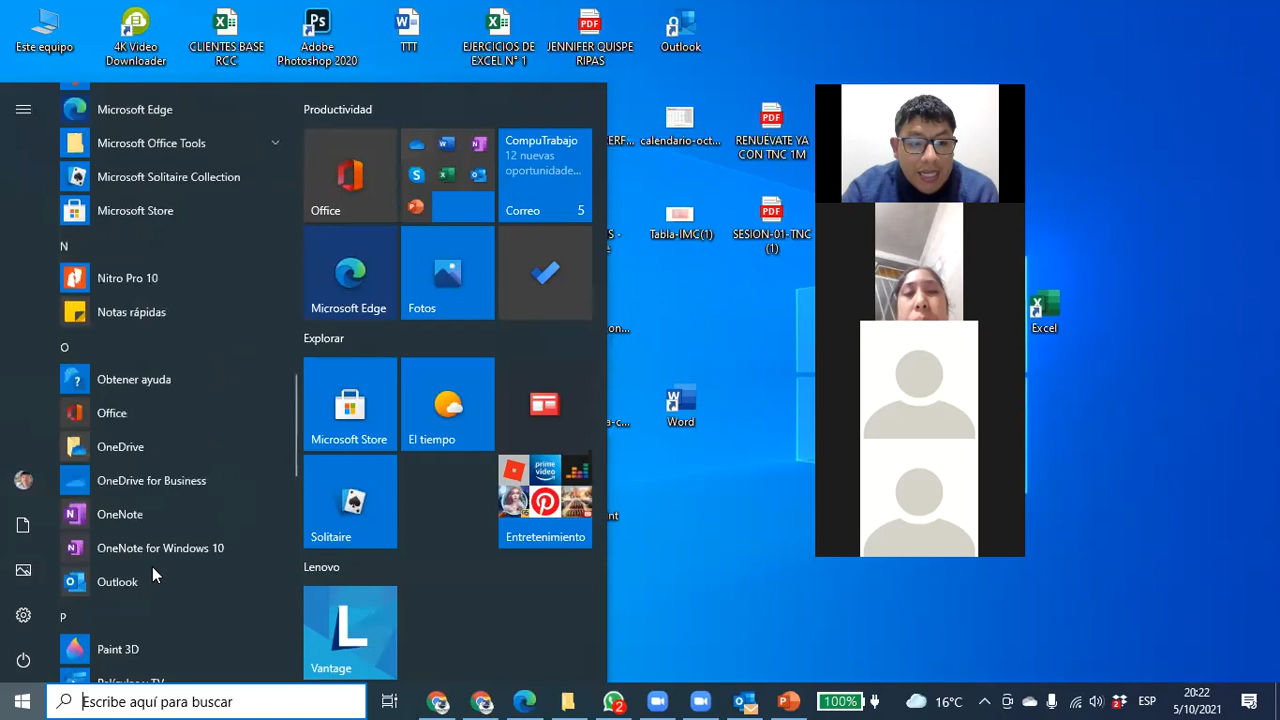 Este equipo
4K Video
Downloader
CLIENTES BASE
RCC
Adobe
Photoshop 2020
TTT
EJERCICIOS DE
EXCEL N° 1
JENNIFER QUISPE
RIPAS
Outlook
Microsoft Edge
Microsoft Office Tools
Microsoft Solitaire Collection
Microsoft Store
N
Nitro Pro 10
Notas rápidas
O
Obtener ayuda
Office
OneDrive
OneDrive for Business
OneNote
OneNote for Windows 10
Outlook
P
Paint 3D
Productividad
Office
CompuTrabajo
12 nuevas
oportunidade...
Correo 5
Microsoft Edge
Fotos
Explorar
Microsoft Store
El tiempo
Solitaire
prime video
Entretenimiento
Lenovo
L
Vantage
calendario-oct...
RENUÉVATE YA
CON TNC 1M
Tabla-IMC(1)
SESION-01-TNC
(1)
Word
Excel
Escribe aquí para buscar
2
100%
16°C
ESP
20:22
5/10/2021